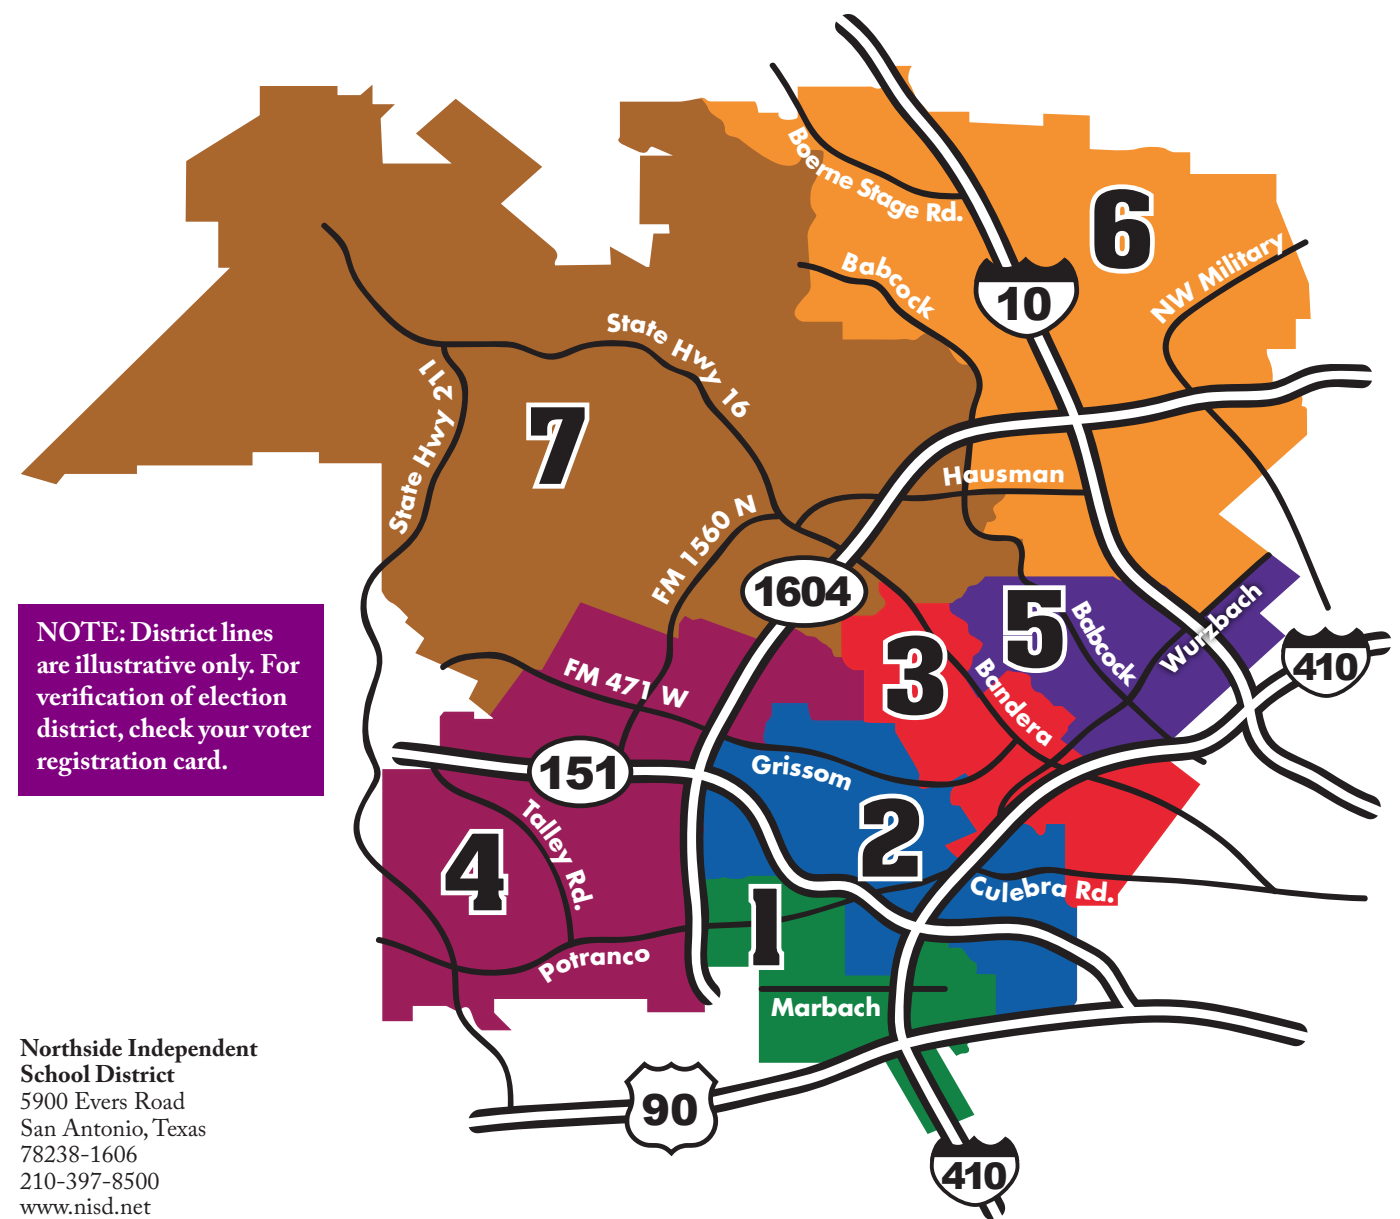 Boerne Stage Rd.
6
Babcock
NW Military
10
State Hwy 16
State Hwy 211
7
Hausman
FM 1560 N
1604
5
Babcock
Wurzbach
410
3
Bandera
NOTE: District lines
are illustrative only. For
verification of election
district, check your voter
registration card.
FM 471 W
151
Grissom
2
Talley Rd.
4
Culebra Rd.
1
Potranco
Marbach
90
410
Northside Independent
School District
5900 Evers Road
San Antonio, Texas
78238-1606
210-397-8500
www.nisd.net